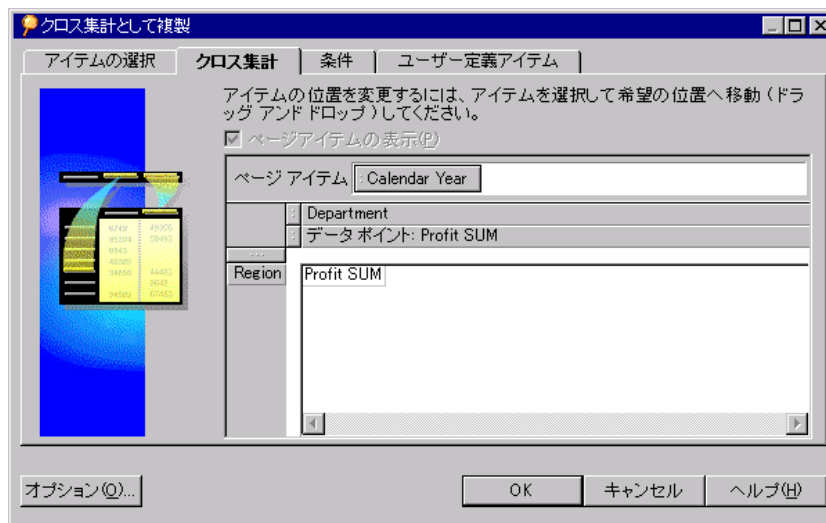 クロス集計として複製
アイテムの選択 クロス集計 条件 ユーザー定義アイテム
アイテムの位置を変更するには、アイテムを選択して希望の位置へ移動（ドラ
ッグ アンド ドロップ）してください。
ページアイテムの表示(P)
ページ アイテム Calendar Year
Department
データ ポイント: Profit SUM
Region Profit SUM
オプション(O)... OK キャンセル ヘルプ(H)